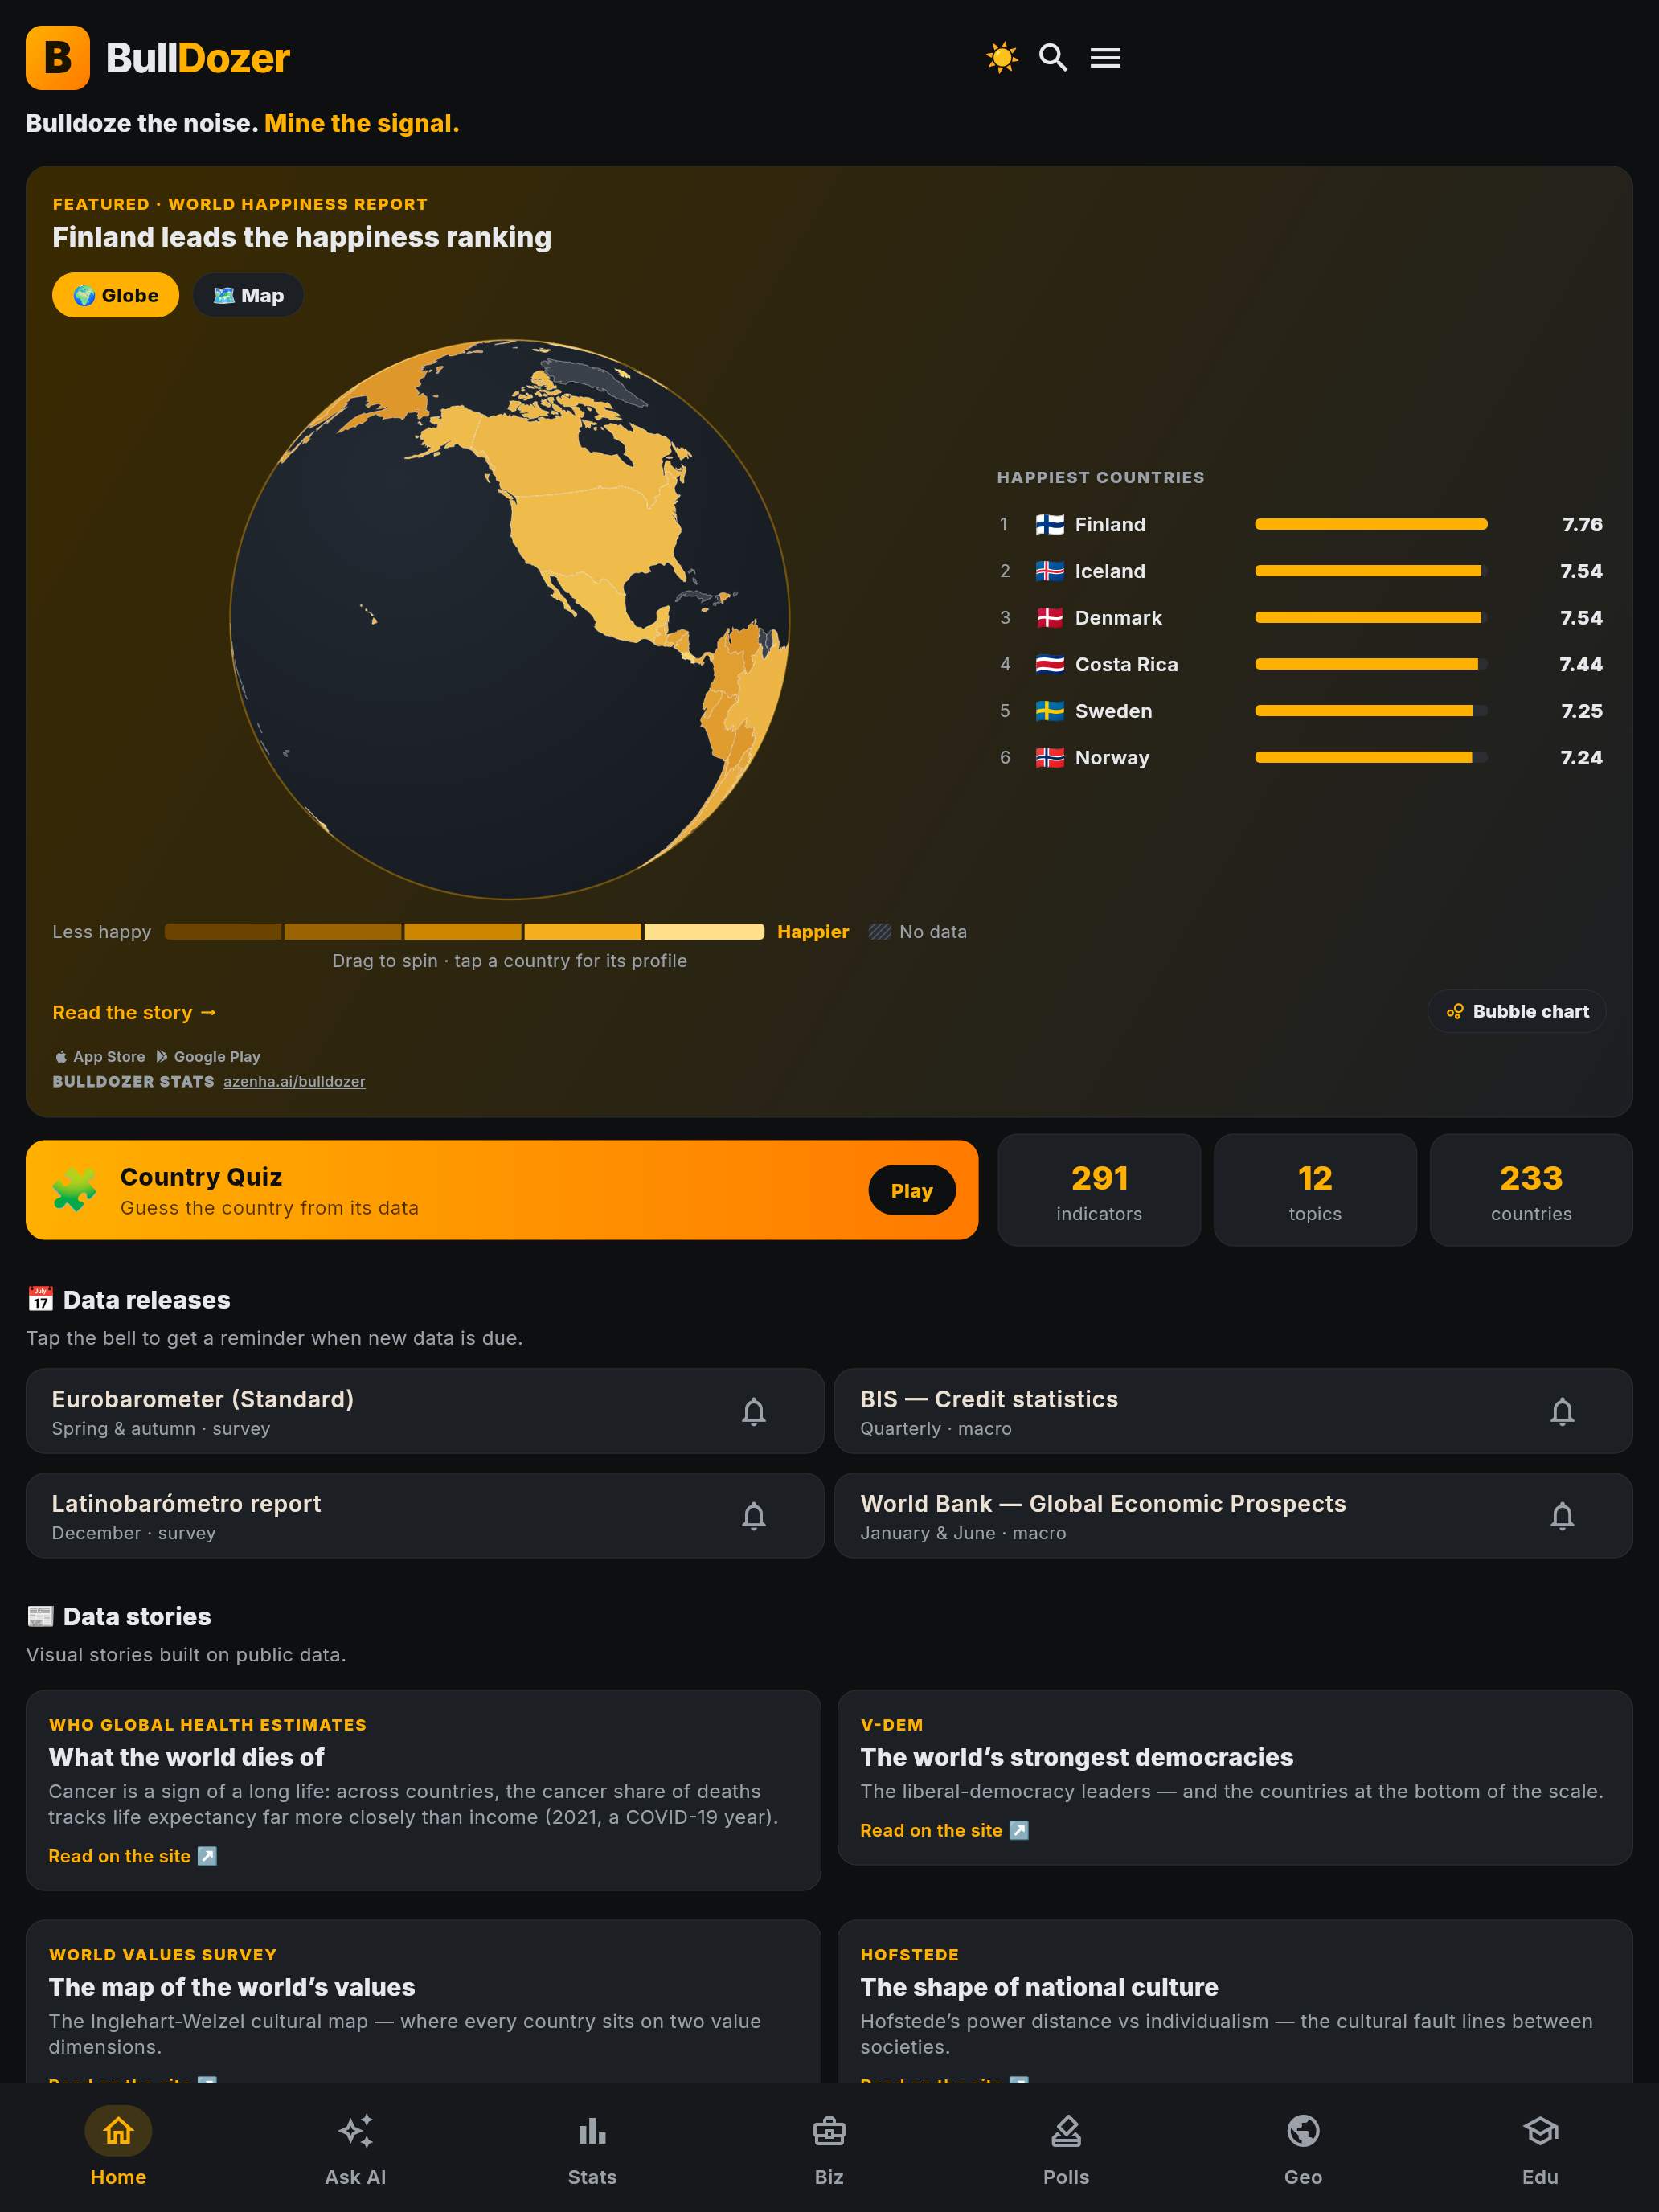 B BullDozer
Bulldoze the noise. Mine the signal.
FEATURED · WORLD HAPPINESS REPORT
Finland leads the happiness ranking
🌍 Globe
🗺️ Map
HAPPIEST COUNTRIES
1 Finland 7.76
2 Iceland 7.54
3 Denmark 7.54
4 Costa Rica 7.44
5 Sweden 7.25
6 Norway 7.24
Less happy Happier No data
Drag to spin · tap a country for its profile
Read the story →
Bubble chart
App Store Google Play
BULLDOZER STATS azenha.ai/bulldozer
Country Quiz
Guess the country from its data
Play
291
indicators
12
topics
233
countries
📅 Data releases
Tap the bell to get a reminder when new data is due.
Eurobarometer (Standard)
Spring & autumn · survey
BIS — Credit statistics
Quarterly · macro
Latinobarómetro report
December · survey
World Bank — Global Economic Prospects
January & June · macro
📰 Data stories
Visual stories built on public data.
WHO GLOBAL HEALTH ESTIMATES
What the world dies of
Cancer is a sign of a long life: across countries, the cancer share of deaths
tracks life expectancy far more closely than income (2021, a COVID-19 year).
Read on the site ↗
V-DEM
The world’s strongest democracies
The liberal-democracy leaders — and the countries at the bottom of the scale.
Read on the site ↗
WORLD VALUES SURVEY
The map of the world’s values
The Inglehart-Welzel cultural map — where every country sits on two value
dimensions.
Read on the site ↗
HOFSTEDE
The shape of national culture
Hofstede’s power distance vs individualism — the cultural fault lines between
societies.
Read on the site ↗
Home
Ask AI
Stats
Biz
Polls
Geo
Edu